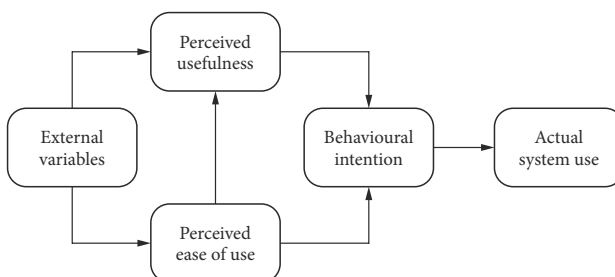 Perceived
usefulness
External
variables
Behavioural
intention
Actual
system use
Perceived
ease of use